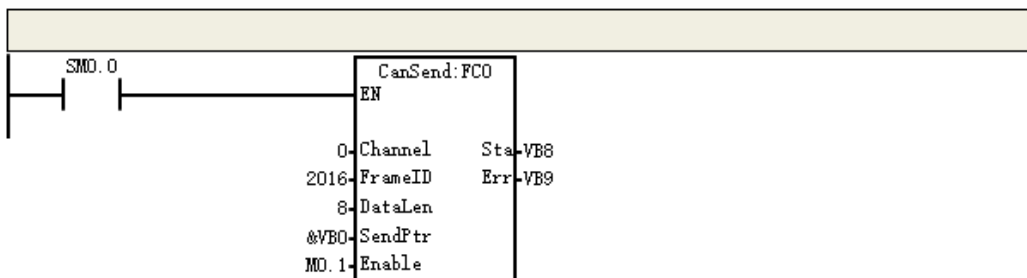 SM0.0
CanSend:FC0
EN
0 Channel Sta VB8
2016 FrameID Err VB9
8 DataLen
&VB0 SendPtr
M0.1 Enable